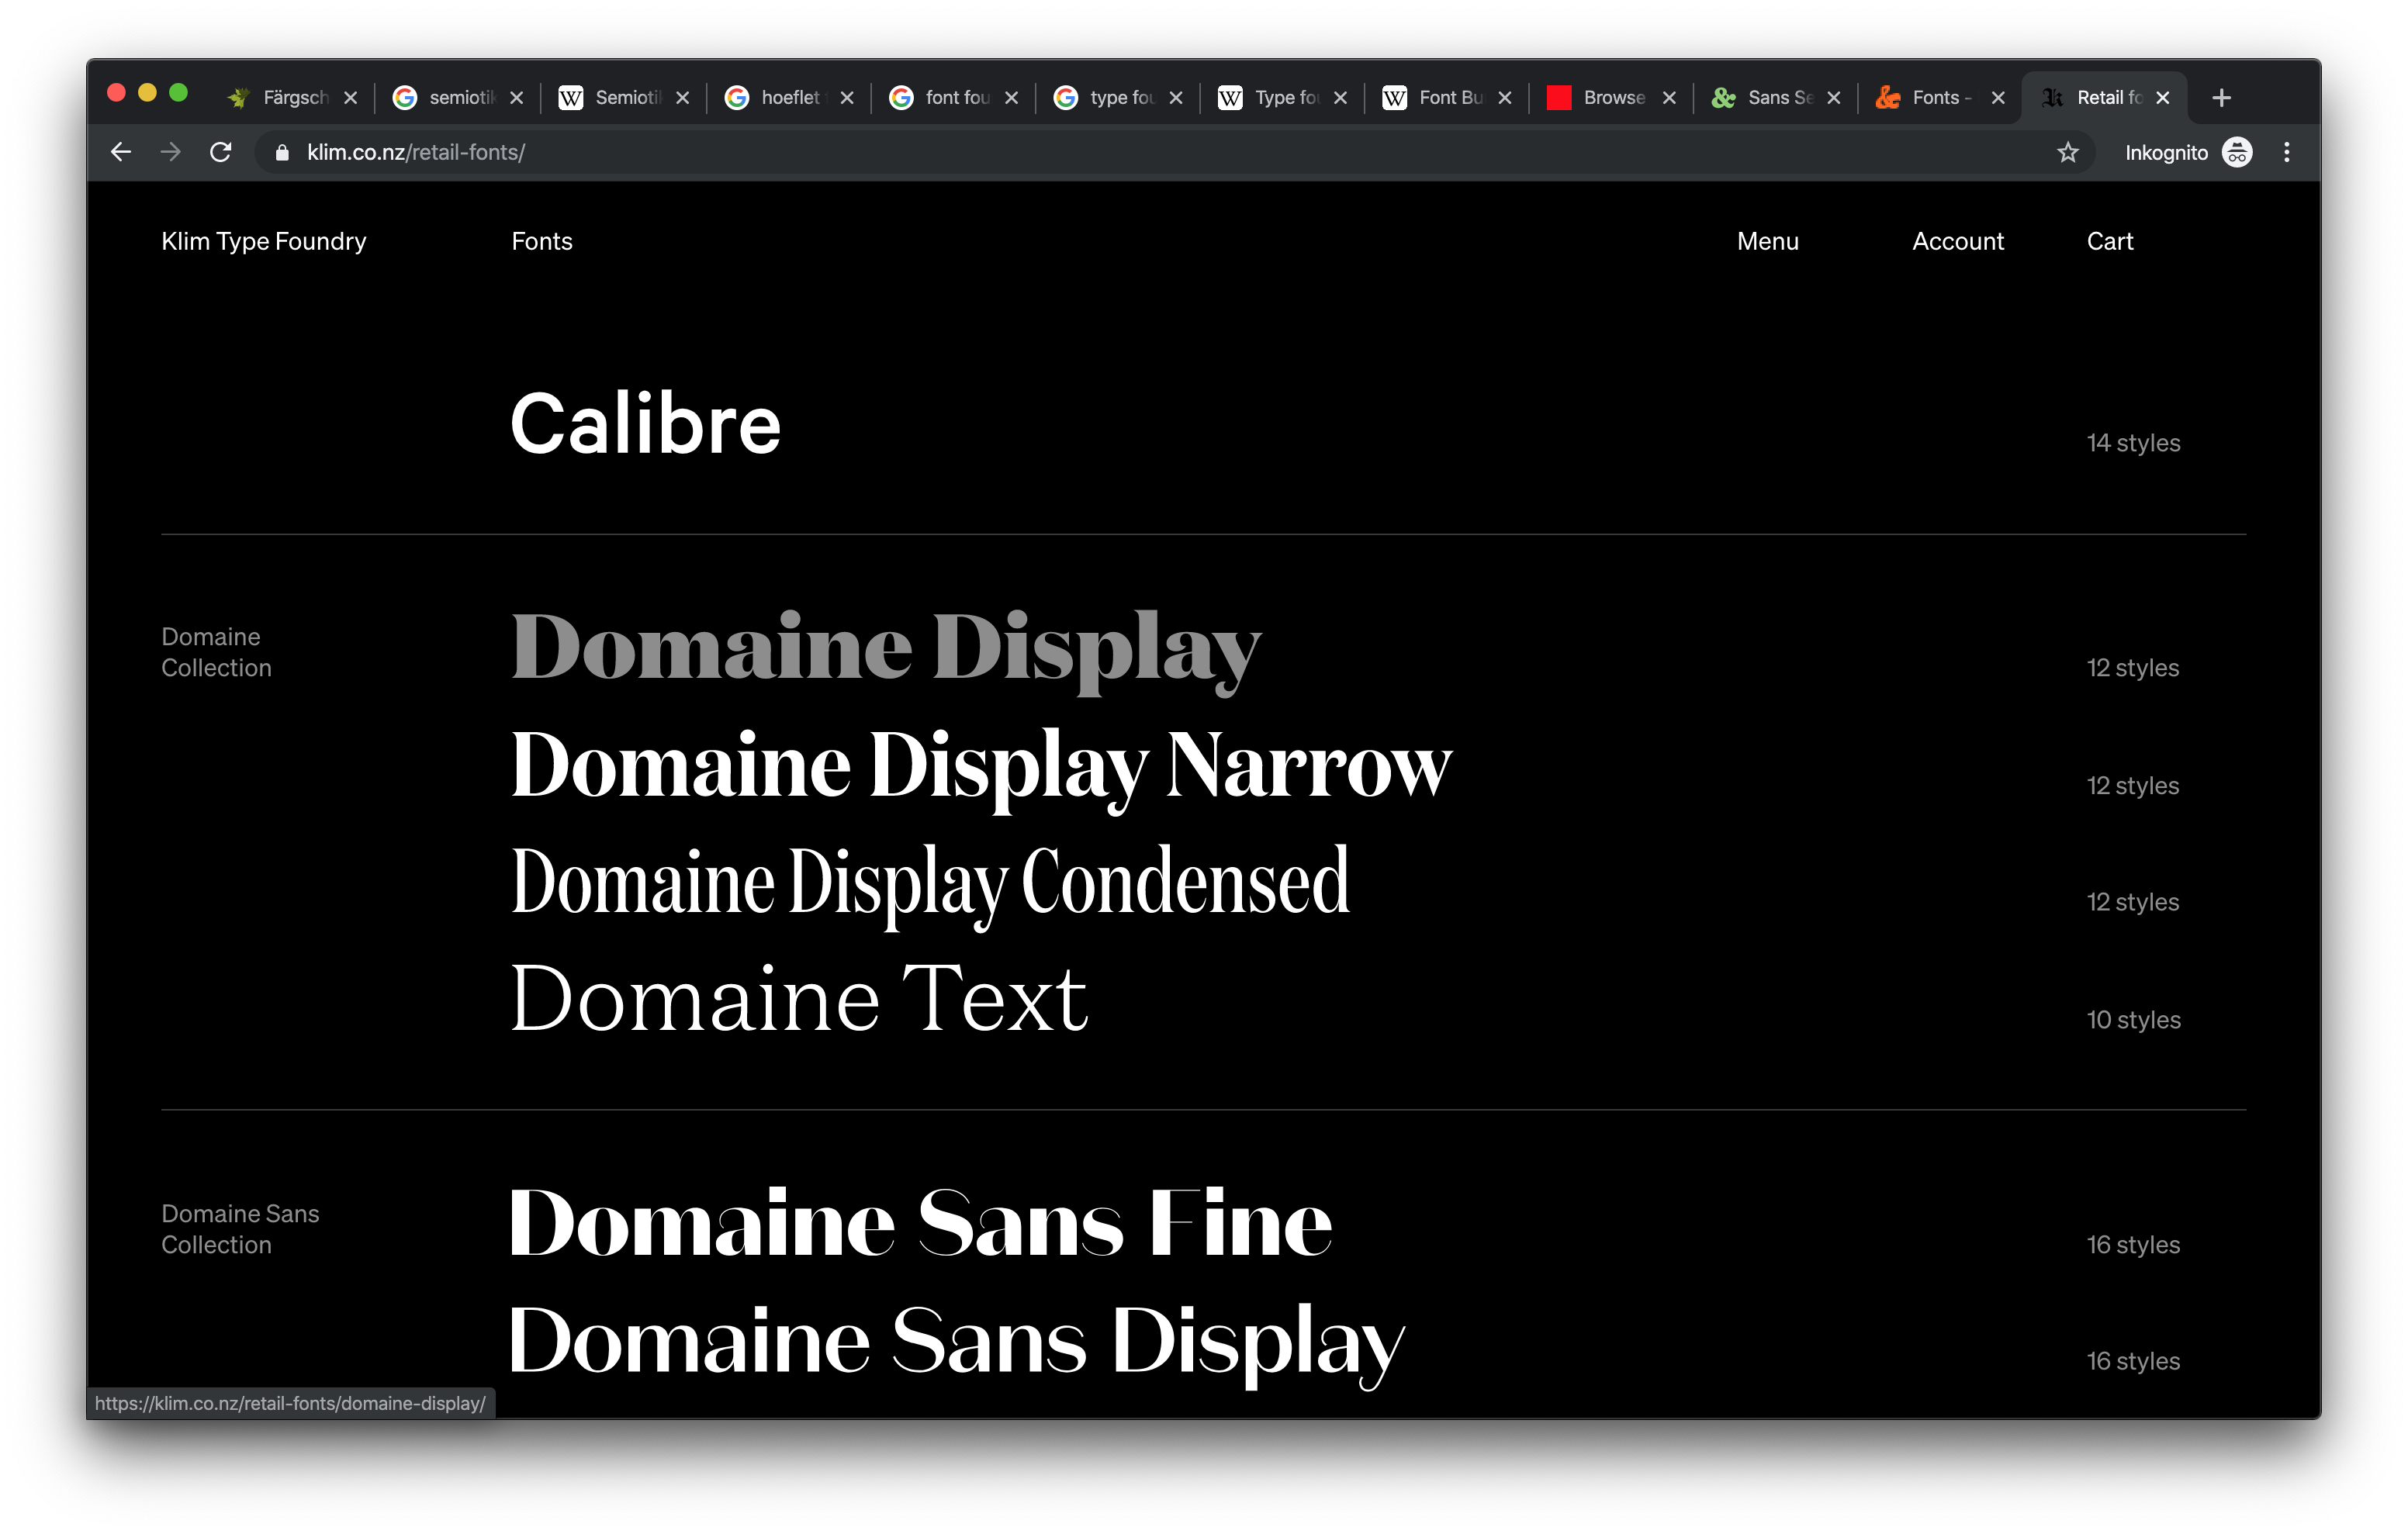 Färgsch semiotik Semiotik hoeflet font fou type fou Type fou Font Bu Browse Sans Se Fonts - Retail fo
klim.co.nz/retail-fonts/ Inkognito
Klim Type Foundry Fonts Menu Account Cart
Calibre 14 styles
Domaine
Collection
Domaine Display 12 styles
Domaine Display Narrow 12 styles
Domaine Display Condensed 12 styles
Domaine Text 10 styles
Domaine Sans
Collection
Domaine Sans Fine 16 styles
Domaine Sans Display 16 styles
https://klim.co.nz/retail-fonts/domaine-display/